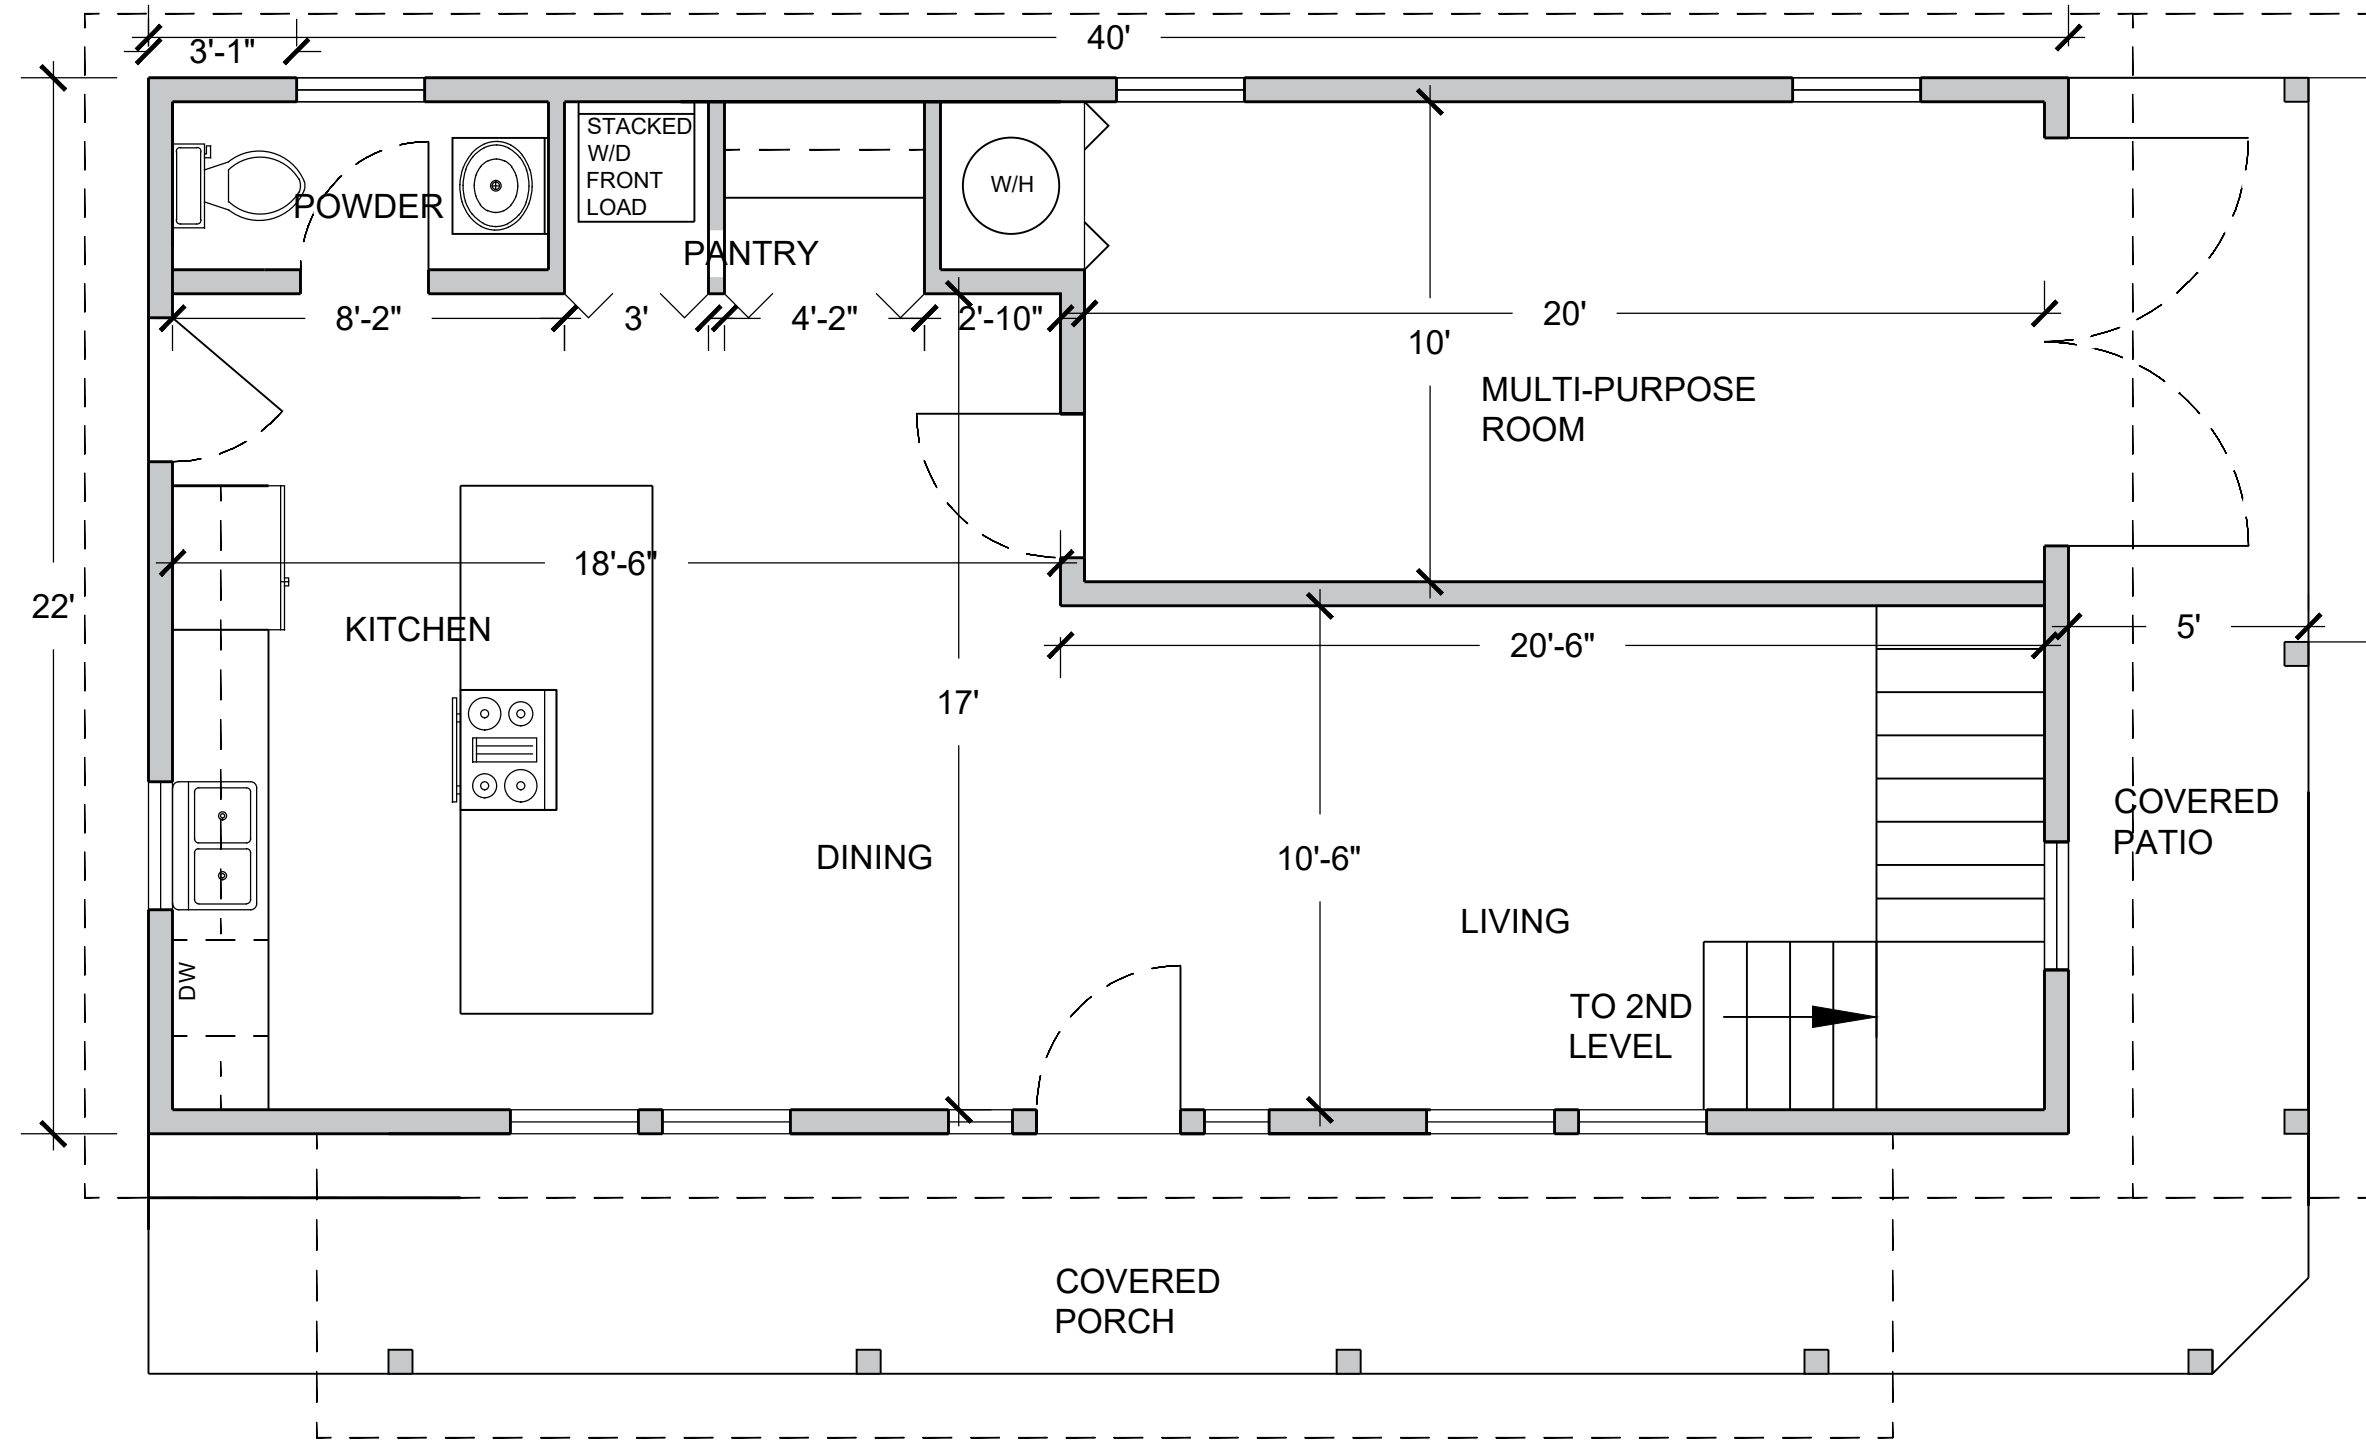 40'
3'-1"
STACKED
W/D
FRONT
LOAD
W/H
POWDER
PANTRY
8'-2"
3'
4'-2"
2'-10"
20'
10'
MULTI-PURPOSE
ROOM
18'-6"
22'
KITCHEN
5'
20'-6"
17'
COVERED
PATIO
DINING
10'-6"
LIVING
DW
TO 2ND
LEVEL
COVERED
PORCH